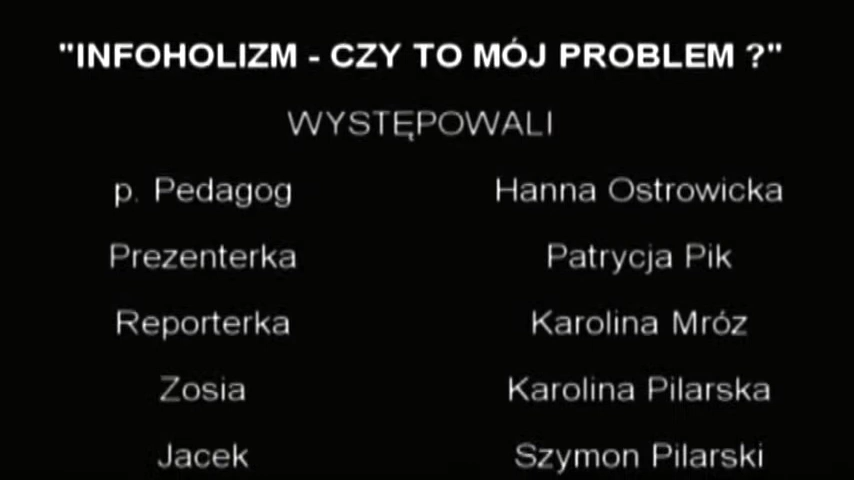 "INFOHOLIZM - CZY TO MÓJ PROBLEM ?"
WYSTĘPOWALI
p. Pedagog Hanna Ostrowicka
Prezenterka Patrycja Pik
Reporterka Karolina Mróz
Zosia Karolina Pilarska
Jacek Szymon Pilarski